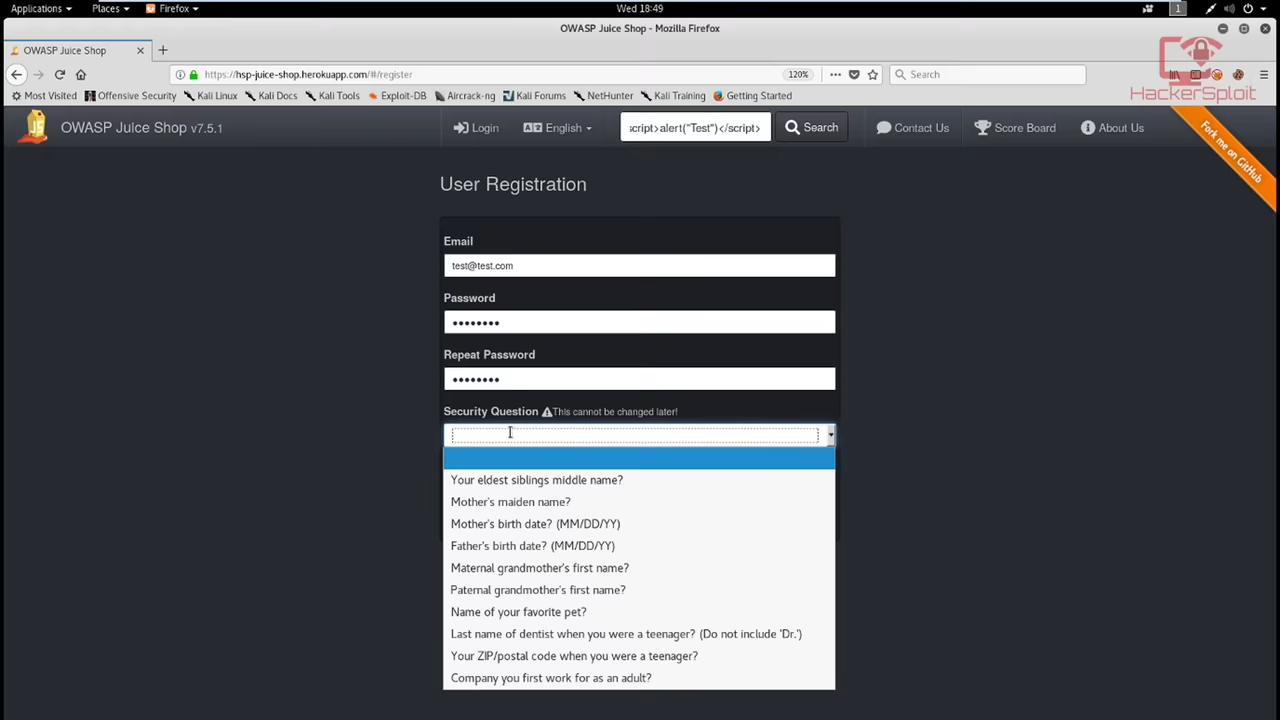 Applications Places Firefox Wed 18:49 1
OWASP Juice Shop - Mozilla Firefox
OWASP Juice Shop
https://hsp-juice-shop.herokuapp.com/#/register 120% Search
Most Visited Offensive Security Kali Linux Kali Docs Kali Tools Exploit-DB Aircrack-ng Kali Forums NetHunter Kali Training Getting Started
HackerSploit
JS OWASP Juice Shop v7.5.1 Login English script>alert("Test")</script> Search Contact Us Score Board About Us
Fork me on GitHub
User Registration
Email
test@test.com
Password
••••••••
Repeat Password
••••••••
Security Question This cannot be changed later!
Your eldest siblings middle name?
Mother's maiden name?
Mother's birth date? (MM/DD/YY)
Father's birth date? (MM/DD/YY)
Maternal grandmother's first name?
Paternal grandmother's first name?
Name of your favorite pet?
Last name of dentist when you were a teenager? (Do not include 'Dr.')
Your ZIP/postal code when you were a teenager?
Company you first work for as an adult?